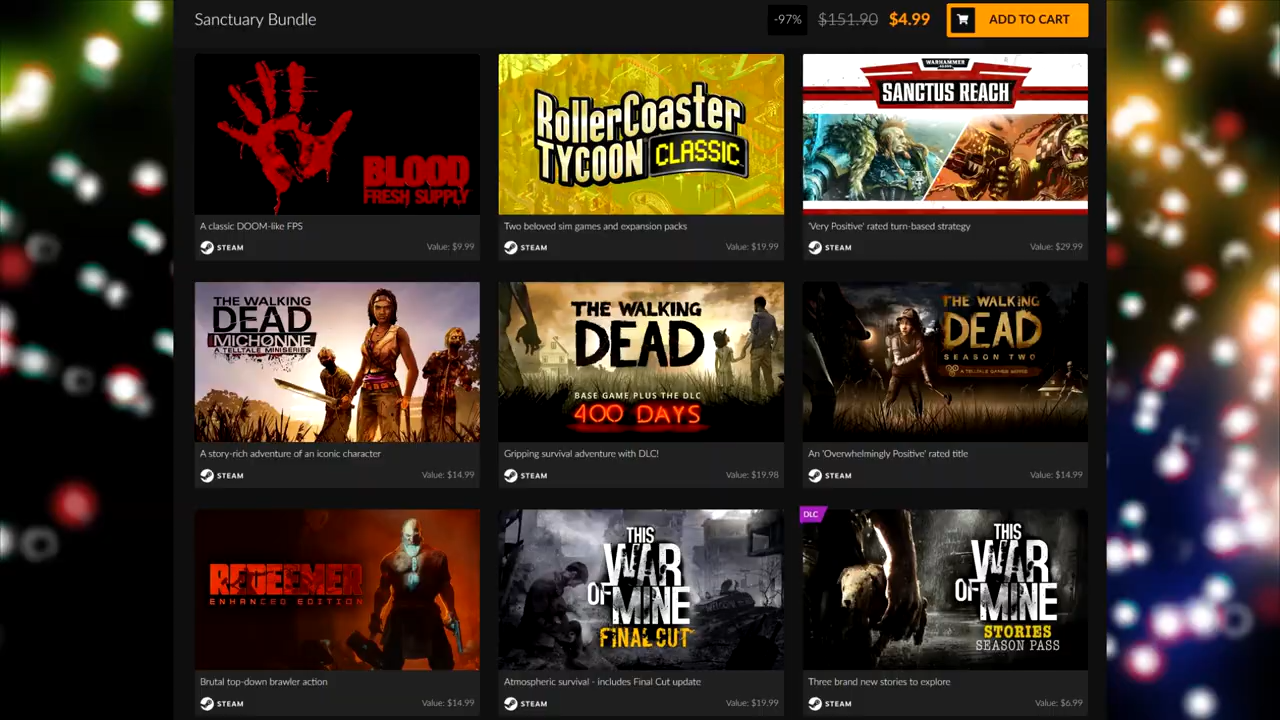 Sanctuary Bundle
-97% $151.90 $4.99 ADD TO CART
BLOOD
FRESH SUPPLY
A classic DOOM-like FPS
STEAM Value: $9.99
RollerCoaster
TYCOON CLASSIC
Two beloved sim games and expansion packs
STEAM Value: $19.99
WARHAMMER
40,000
SANCTUS REACH
'Very Positive' rated turn-based strategy
STEAM Value: $29.99
THE WALKING
DEAD
MICHONNE
A TELLTALE MINISERIES
A story-rich adventure of an iconic character
STEAM Value: $14.99
THE WALKING
DEAD
BASE GAME PLUS THE DLC
400 DAYS
Gripping survival adventure with DLC!
STEAM Value: $19.98
THE WALKING
DEAD
SEASON TWO
A TELLTALE GAMES SERIES
An 'Overwhelmingly Positive' rated title
STEAM Value: $14.99
REDEEMER
ENHANCED EDITION
Brutal top-down brawler action
STEAM Value: $14.99
THIS
WAR
OF MINE
FINAL CUT
Atmospheric survival - includes Final Cut update
STEAM Value: $19.99
DLC
THIS
WAR
OF MINE
STORIES
SEASON PASS
Three brand new stories to explore
STEAM Value: $6.99